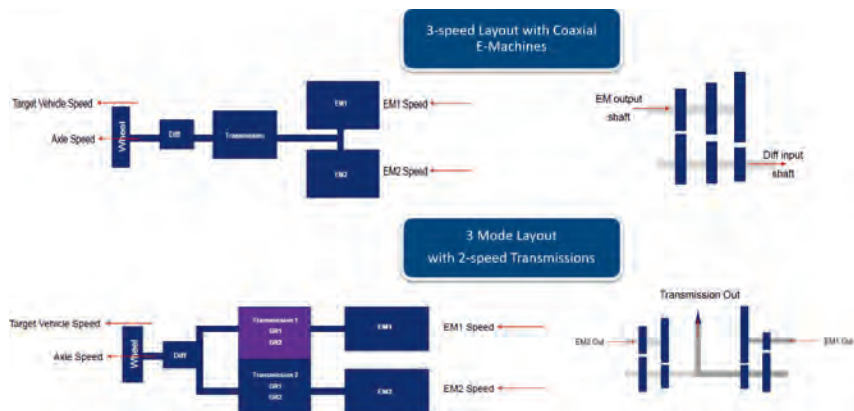 3-speed Layout with Coaxial
E-Machines
Target Vehicle Speed
Axle Speed
Wheel
Diff
Transmission
EM1
EM2
EM1 Speed
EM2 Speed
EM output
shaft
Diff input
shaft
3 Mode Layout
with 2-speed Transmissions
Target Vehicle Speed
Axle Speed
Wheel
Diff
Transmission 1
GR1
GR2
Transmission 2
GR1
GR2
EM1
EM2
EM1 Speed
EM2 Speed
Transmission Out
EM2 Out
EM1 Out